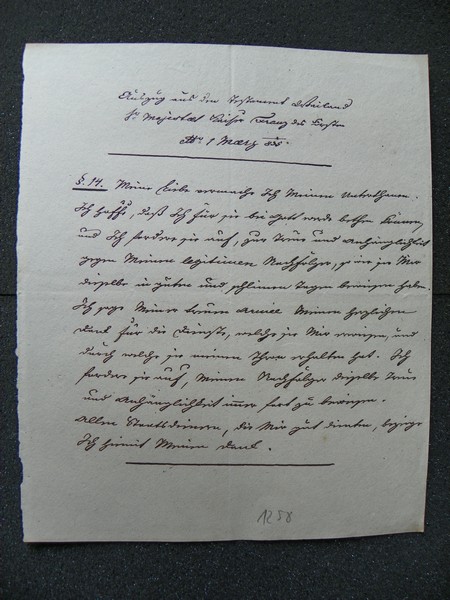 Auszug aus dem Testament weiland
Sr. Majestät Kaiser Franz des Ersten
1 März 835.
§. 14. Meine Liebe vermache Ich Meinen Unterthanen.
Ich hoffe, daß Ich für sie bei Gott werde bethen können,
und Ich fordere sie auf, zur Treue und Anhänglichkeit
gegen Meinen legitimen Nachfolger, so wie sie Mir
dieselbe in guten und schlimmen Tagen bewiesen haben.
Ich sage Meiner treuen Armee Meinen herzlichen
Dank für die Dienste, welche sie Mir erwiesen, und
durch welche sie meinen Thron erhalten hat. Ich
fordere sie auf, Meinem Nachfolger dieselbe Treue
und Anhänglichkeit immer fort zu beweisen.
Allen Staatsdienern, die Mir gut dienten, bezeige
Ich hiemit Meinen Dank.
1258